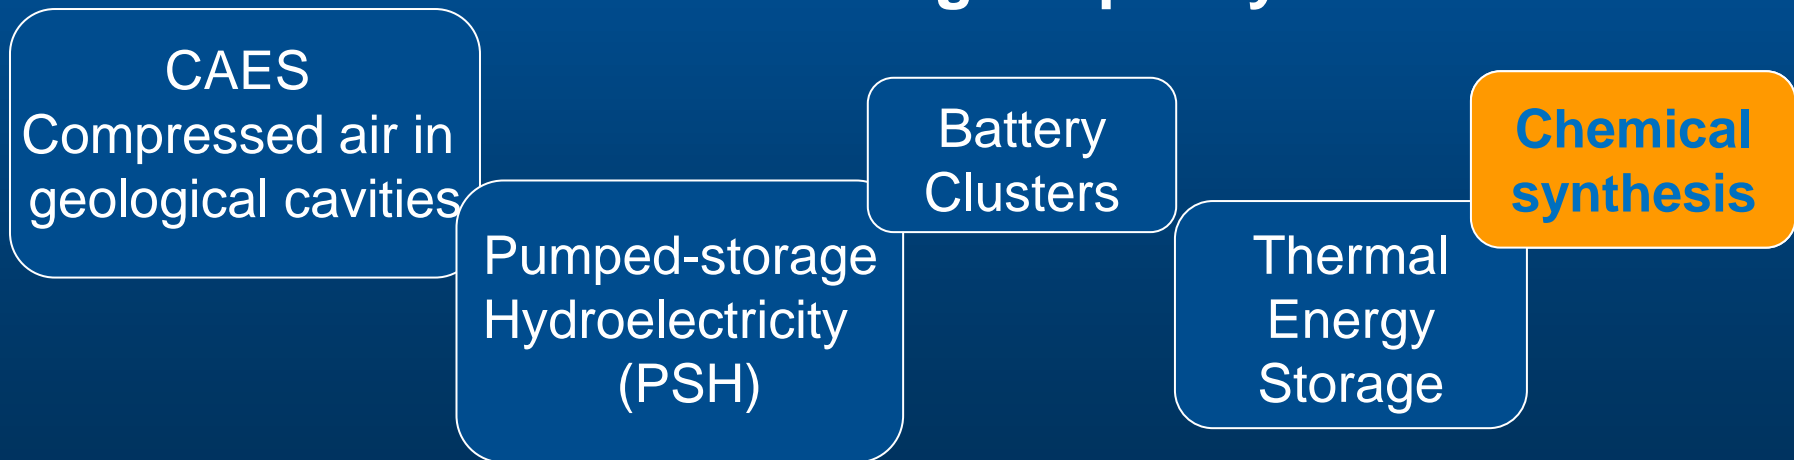 CAES
Compressed air in
geological cavities
Pumped-storage
Hydroelectricity
(PSH)
Battery
Clusters
Thermal
Energy
Storage
Chemical
synthesis